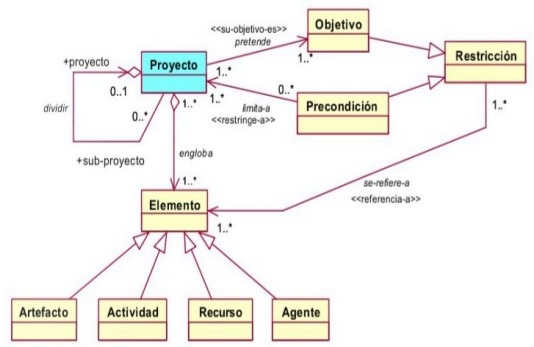 <<su-objetivo-es>>
pretende
Objetivo
1..*
1..*
Restricción
1..*
+proyecto
Proyecto
0..1
dividir
0..*
+sub-proyecto
1..*
1..*
0..*
limita-a
<<restringe-a>>
Precondición
engloba
1..*
se-refiere-a
<<referencia-a>>
Elemento
1..*
Artefacto
Actividad
Recurso
Agente